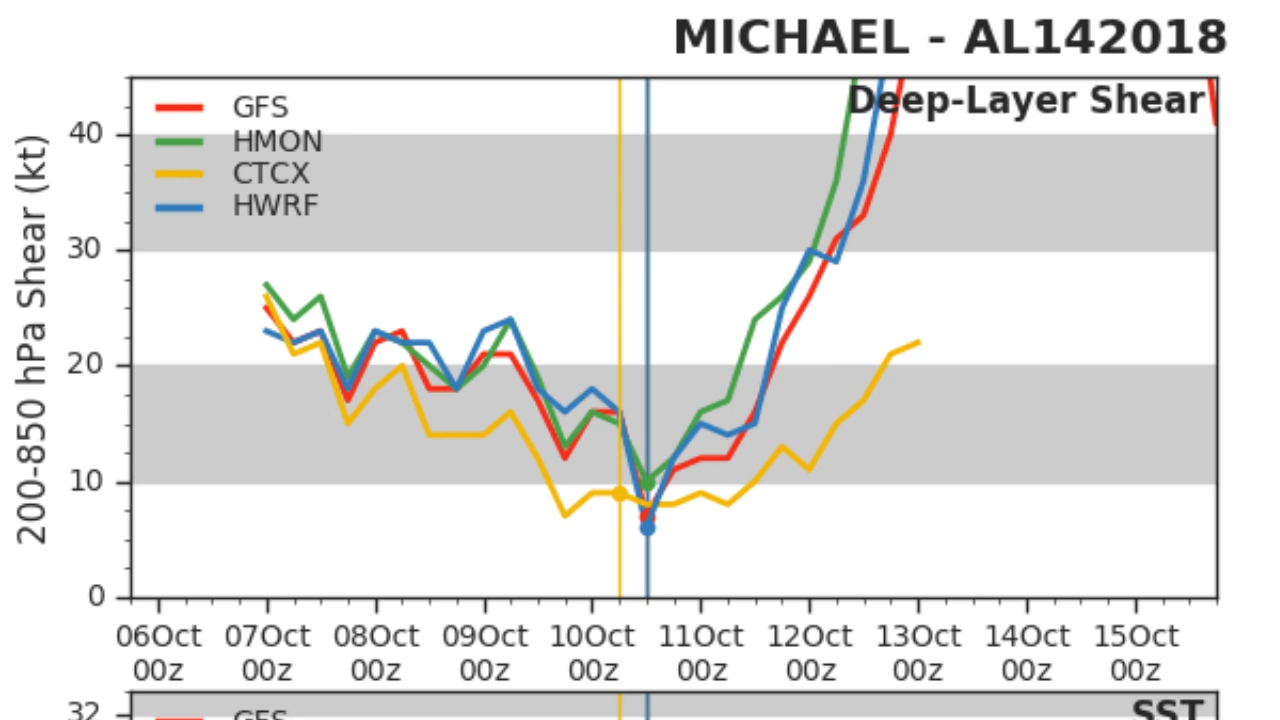 MICHAEL - AL142018
Deep-Layer Shear
GFS
HMON
CTCX
HWRF
200-850 hPa Shear (kt)
40
30
20
10
0
06Oct 07Oct 08Oct 09Oct 10Oct 11Oct 12Oct 13Oct 14Oct 15Oct
00z 00z 00z 00z 00z 00z 00z 00z 00z 00z
32
GFS
SST